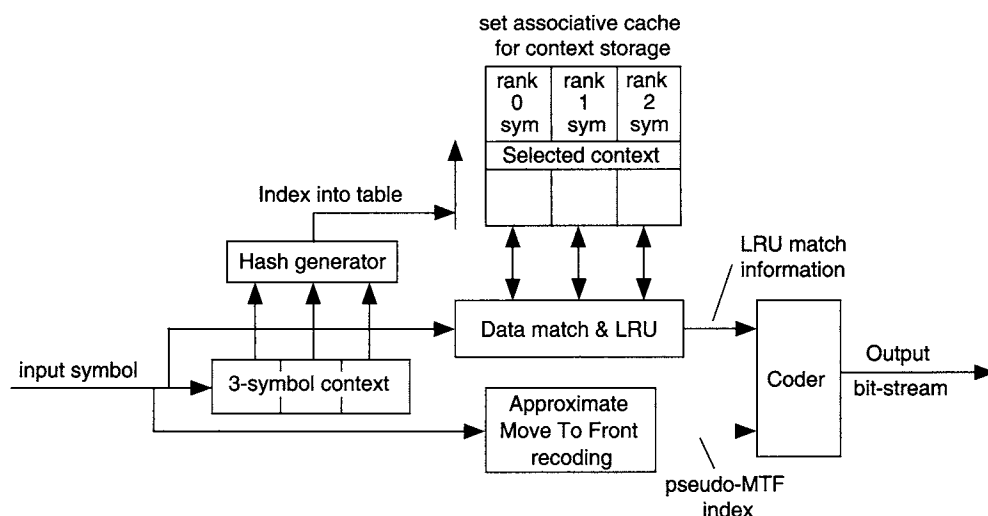 set associative cache
for context storage
rank
0
sym
rank
1
sym
rank
2
sym
Selected context
Index into table
Hash generator
LRU match
information
Data match & LRU
input symbol
3-symbol context
Coder
Output
bit-stream
Approximate
Move To Front
recoding
pseudo-MTF
index